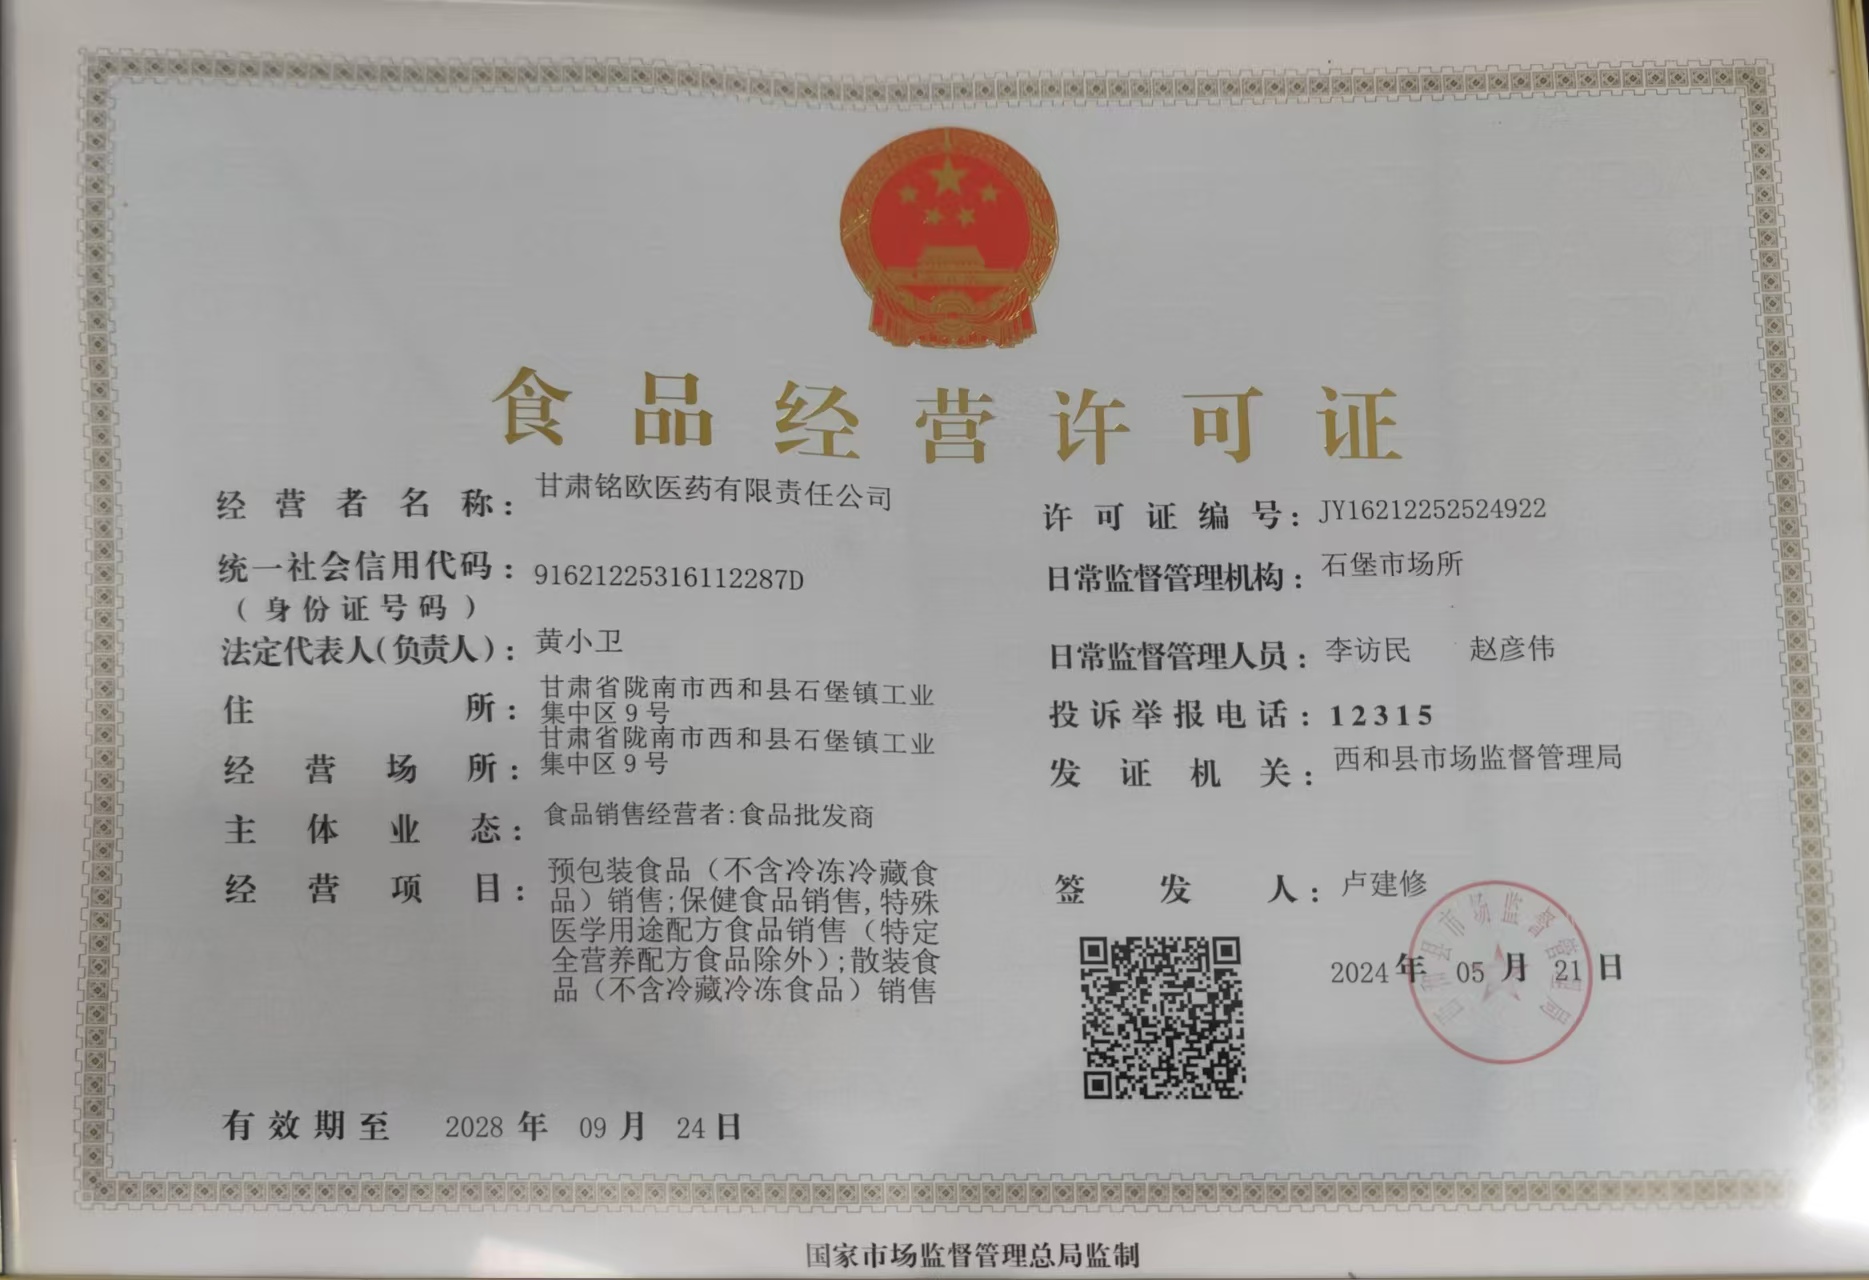 食品经营许可证
经营者名称：甘肃铭欧医药有限责任公司
统一社会信用代码：91621225316112287D
（身份证号码）
法定代表人(负责人)：黄小卫
住所：甘肃省陇南市西和县石堡镇工业
集中区9号
经营场所：甘肃省陇南市西和县石堡镇工业
集中区9号
主体业态：食品销售经营者:食品批发商
经营项目：预包装食品（不含冷冻冷藏食
品）销售;保健食品销售,特殊
医学用途配方食品销售（特定
全营养配方食品除外）;散装食
品（不含冷藏冷冻食品）销售
有效期至 2028年09月24日
许可证编号：JY16212252524922
日常监督管理机构：石堡市场所
日常监督管理人员：李访民 赵彦伟
投诉举报电话：12315
发证机关：西和县市场监督管理局
签发人：卢建修
西和县市场监督管理局
2024年05月21日
国家市场监督管理总局监制